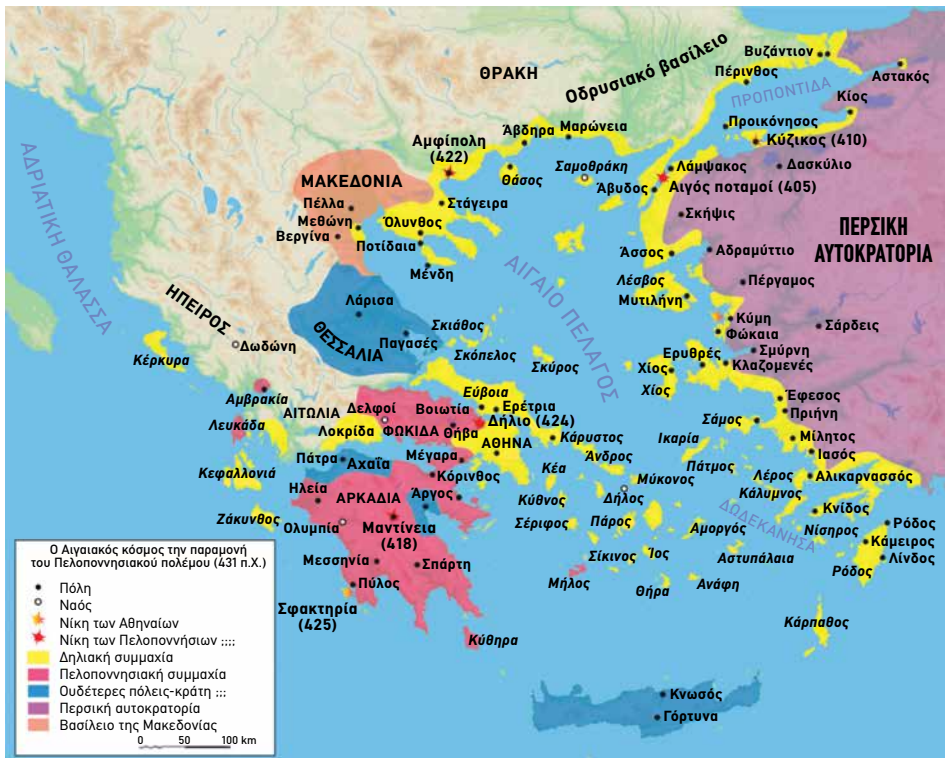 Βυζάντιον
ΘΡΑΚΗ
Οδρυσιακό βασίλειο
Πέρινθος
Αστακός
ΠΡΟΠΟΝΤΙΔΑ
Κίος
Προικόνησος
Κύζικος (410)
Αμφίπολη
(422)
Άβδηρα
Μαρώνεια
Θάσος
Σαμοθράκη
Λάμψακος
Δασκύλιο
Άβυδος
Αιγός ποταμοί (405)
ΑΔΡΙΑΤΙΚΗ ΘΑΛΑΣΣΑ
ΜΑΚΕΔΟΝΙΑ
Πέλλα
Μεθώνη
Βεργίνα
Στάγειρα
Όλυνθος
Ποτίδαια
Μένδη
Σκήψις
ΠΕΡΣΙΚΗ
ΑΥΤΟΚΡΑΤΟΡΙΑ
Άσσος
Αδραμύττιο
ΑΙΓΑΙΟ ΠΕΛΑΓΟΣ
Λέσβος
Μυτιλήνη
Πέργαμος
ΗΠΕΙΡΟΣ
Λάρισα
ΘΕΣΣΑΛΙΑ
Παγασές
Σκιάθος
Σκόπελος
Σκύρος
Κύμη
Φώκαια
Σάρδεις
Δωδώνη
Κέρκυρα
Ερυθρές
Σμύρνη
Κλαζομενές
Χίος
Χίος
Αμβρακία
Λευκάδα
ΑΙΤΩΛΙΑ
Δελφοί
Βοιωτία
Εύβοια
Ερέτρια
Λοκρίδα
ΦΩΚΙΔΑ
Θήβα
Δήλιο (424)
Έφεσος
Πριήνη
Σάμος
ΑΘΗΝΑ
Κάρυστος
Ικαρία
Μίλητος
Ιασός
Κεφαλλονιά
Πάτρα
Αχαΐα
Μέγαρα
Κόρινθος
Κέα
Άνδρος
Μύκονος
Πάτμος
Λέρος
Αλικαρνασσός
Κάλυμνος
Ηλεία
ΑΡΚΑΔΙΑ
Άργος
Κύθνος
Δήλος
Κνίδος
Ζάκυνθος
Ολυμπία
Μαντίνεια
(418)
Σέριφος
Πάρος
Αμοργός
ΔΩΔΕΚΑΝΗΣΑ
Νίσηρος
Ρόδος
Κάμειρος
Λίνδος
Ρόδος
Μεσσηνία
Σπάρτη
Πύλος
Σφακτηρία
(425)
Μήλος
Σίκινος
Ίος
Θήρα
Ανάφη
Αστυπάλαια
Κύθηρα
Κάρπαθος
Κνωσός
Γόρτυνα
Ο Αιγαιακός κόσμος την παραμονή
του Πελοποννησιακού πολέμου (431 π.Χ.)
Πόλη
Ναός
Νίκη των Αθηναίων
Νίκη των Πελοποννήσιων ;;;;
Δηλιακή συμμαχία
Πελοποννησιακή συμμαχία
Ουδέτερες πόλεις-κράτη ;;;
Περσική αυτοκρατορία
Βασίλειο της Μακεδονίας
0 50 100 km